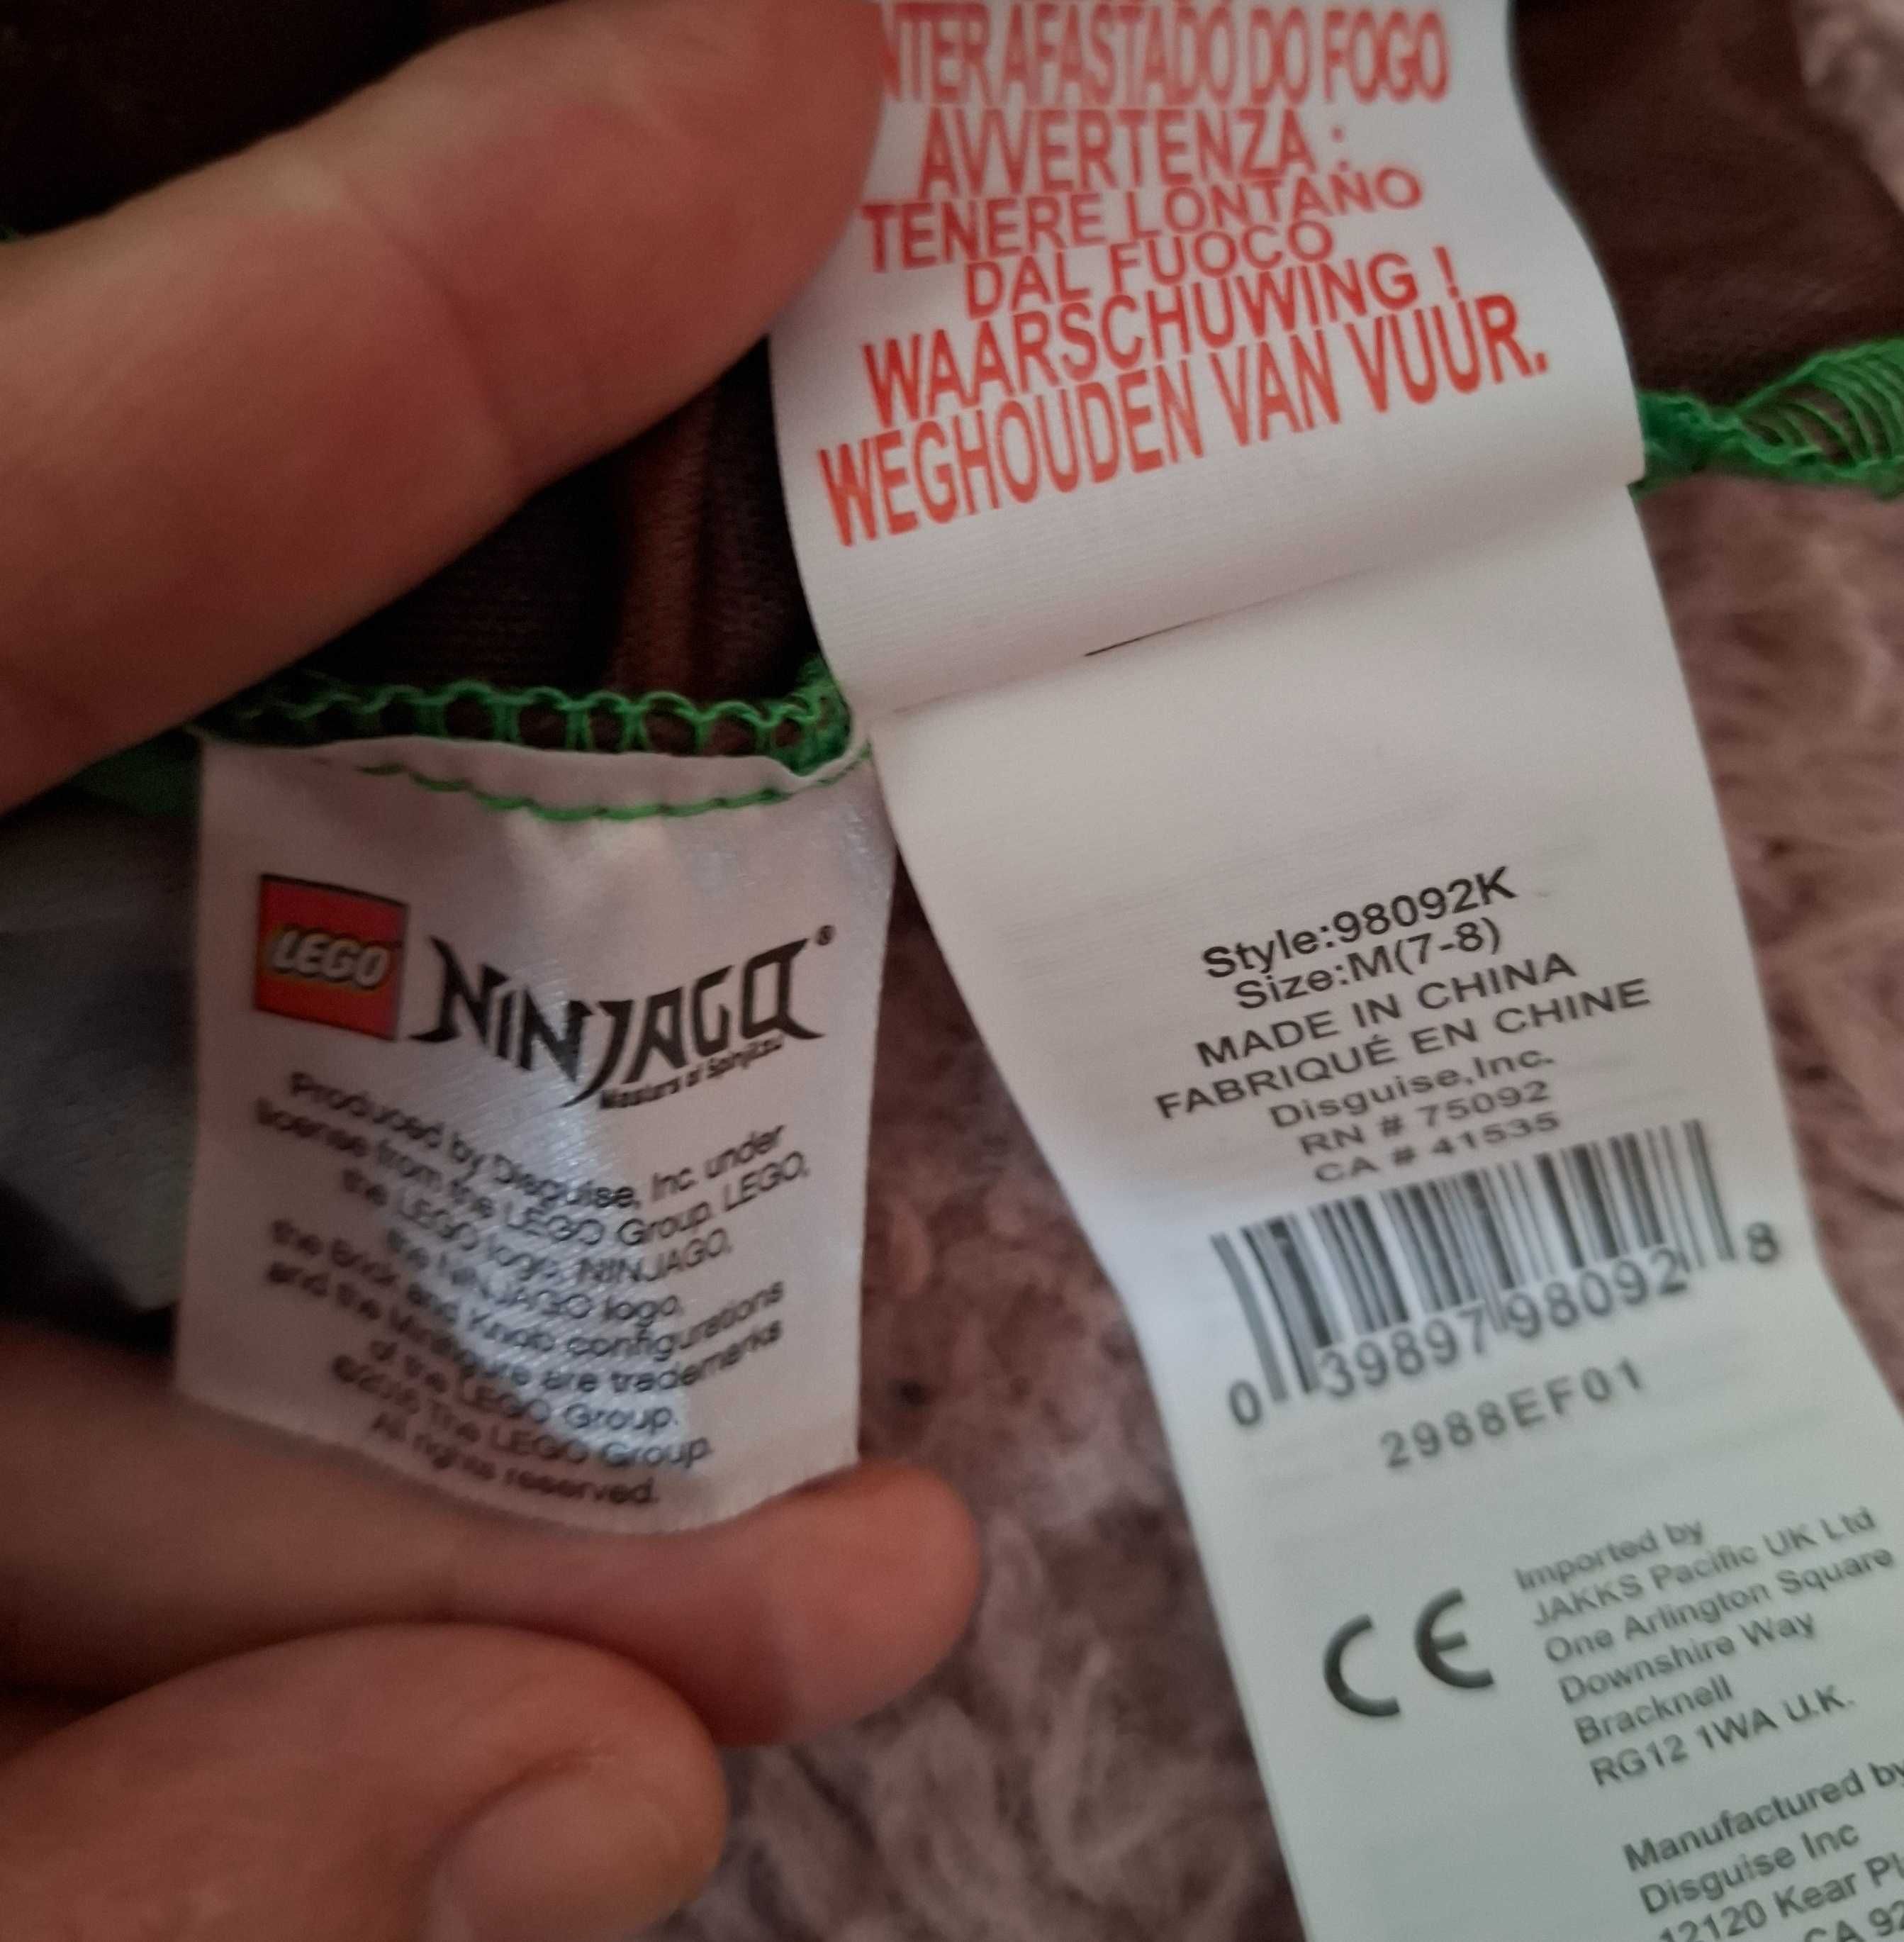 LEGO NINJAGO®
Masters of Spinjitzu
Produced by Disguise, Inc. under
license from the LEGO Group. LEGO,
the LEGO logo, NINJAGO,
the NINJAGO logo,
the Brick and Knob configurations
and the Minifigure are trademarks
of the LEGO Group.
The LEGO Group.
All rights reserved.
AFASTADO DO FOGO
AVVERTENZA :
TENERE LONTANO
DAL FUOCO
WAARSCHUWING !
WEGHOUDEN VAN VUUR.
Style:98092K
Size:M(7-8)
MADE IN CHINA
FABRIQUÉ EN CHINE
Disguise,Inc.
RN # 75092
CA # 41535
0 39897 98092 8
2988EF01
CE
Imported by
JAKKS Pacific UK Ltd
One Arlington Square
Downshire Way
Bracknell
RG12 1WA U.K.
Manufactured by
Disguise Inc
12120 Kear
CA